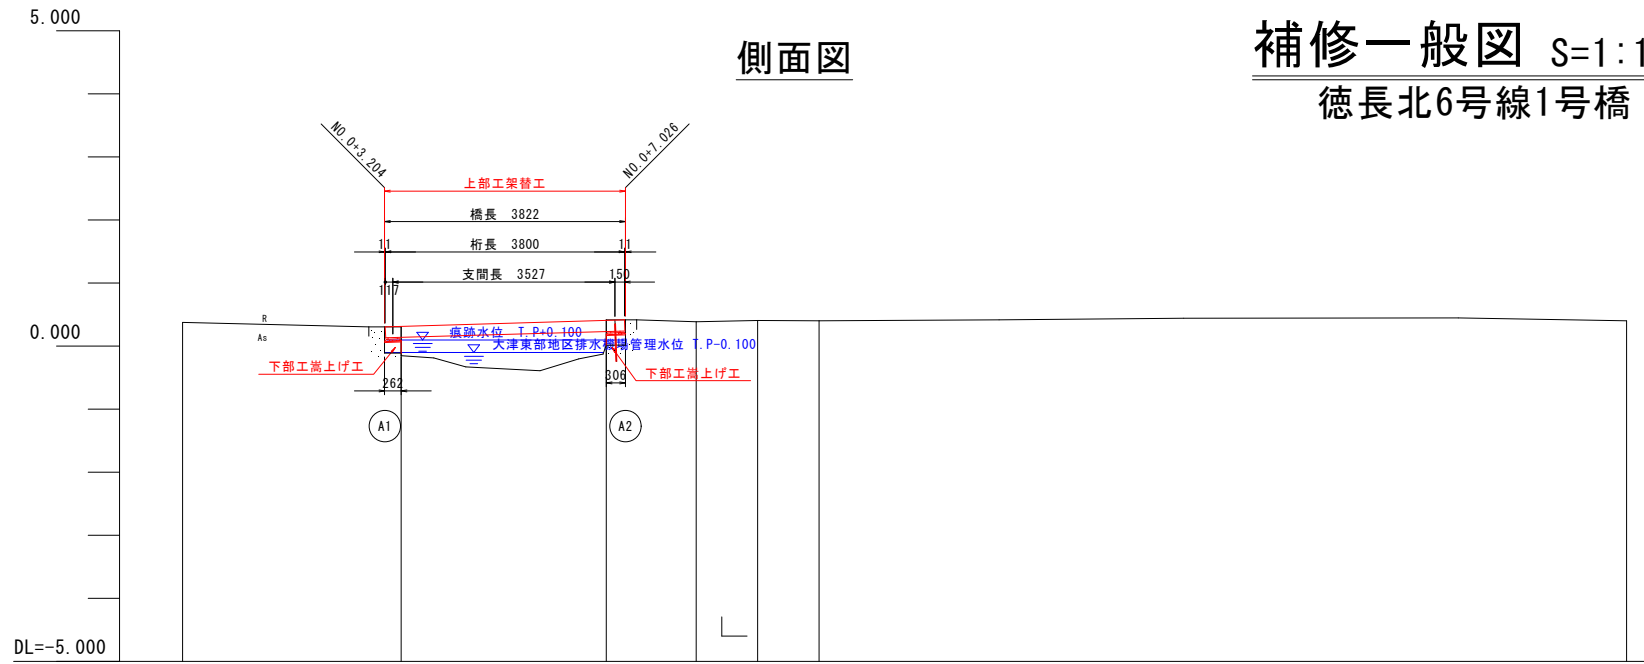 5.000
側面図
補修一般図 S=1:1
徳長北6号線1号橋
NO.0+3.204
NO.0+7.026
上部工架替工
橋長 3822
11 桁長 3800 11
支間長 3527 150
117
R
0.000
As
痕跡水位 T.P+0.100
大津東部地区排水機場管理水位 T.P-0.100
下部工嵩上げ工
下部工嵩上げ工
262
306
A1
A2
DL=-5.000